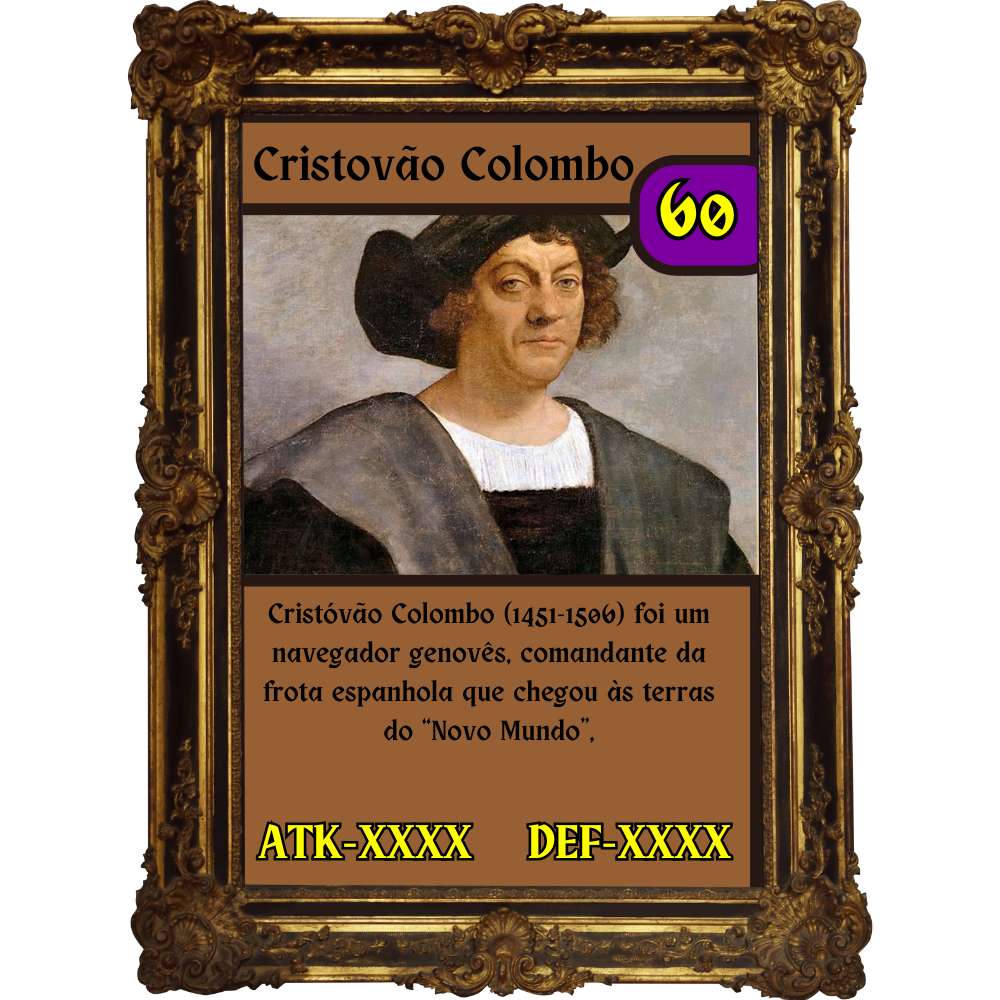 Cristovão Colombo
60
Cristóvão Colombo (1451-1506) foi um
navegador genovês, comandante da
frota espanhola que chegou às terras
do “Novo Mundo”,
ATK-XXXX DEF-XXXX